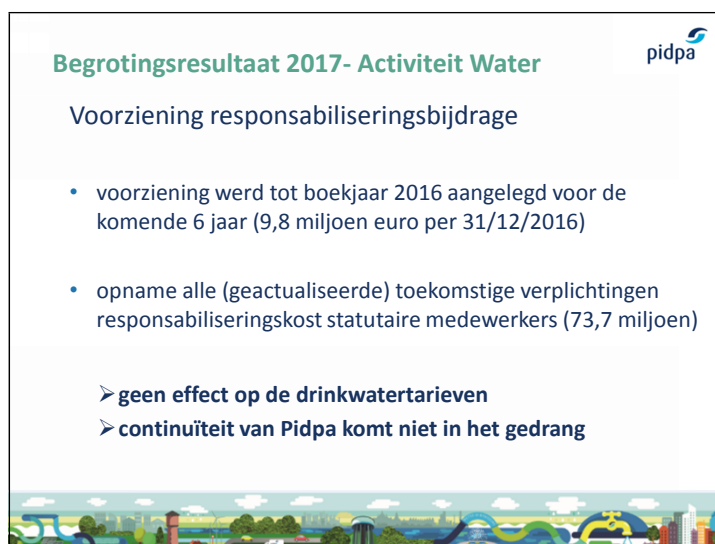 pidpa
Begrotingsresultaat 2017- Activiteit Water
Voorziening responsabiliseringsbijdrage
• voorziening werd tot boekjaar 2016 aangelegd voor de
komende 6 jaar (9,8 miljoen euro per 31/12/2016)
• opname alle (geactualiseerde) toekomstige verplichtingen
responsabiliseringskost statutaire medewerkers (73,7 miljoen)
➢geen effect op de drinkwatertarieven
➢continuïteit van Pidpa komt niet in het gedrang